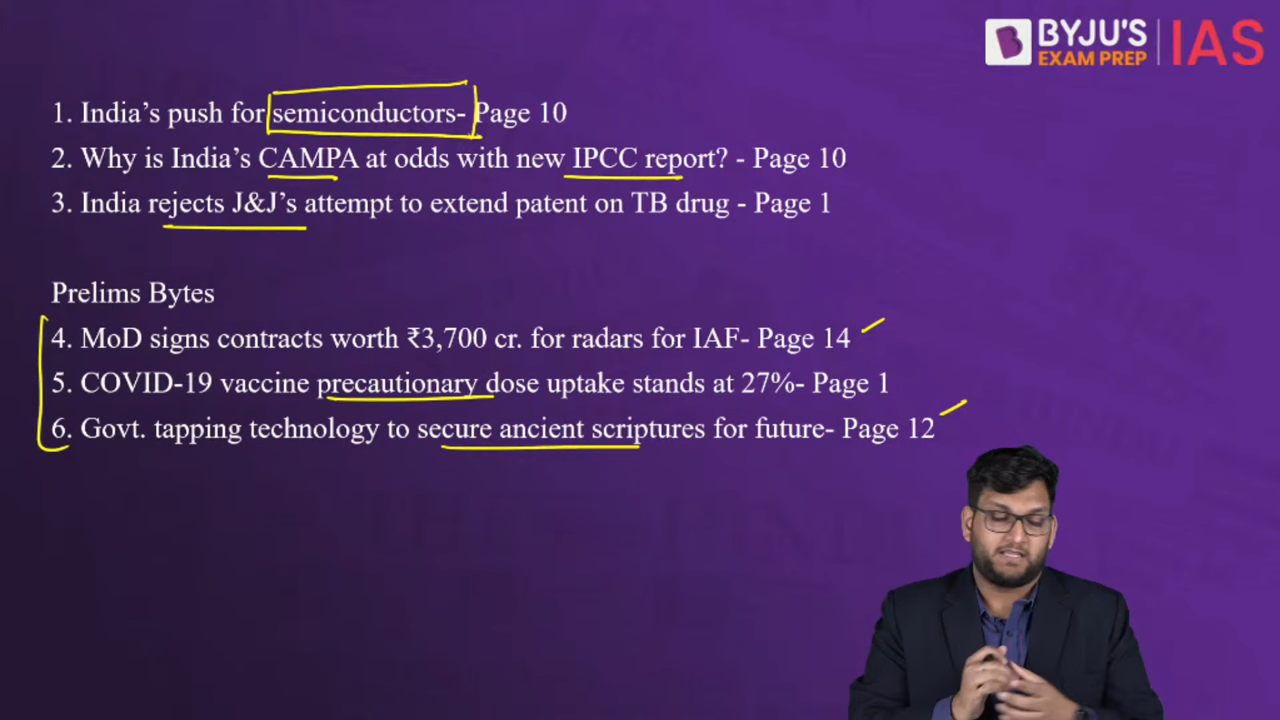 BYJU'S IAS
EXAM PREP
1. India’s push for semiconductors- Page 10
2. Why is India’s CAMPA at odds with new IPCC report? - Page 10
3. India rejects J&J’s attempt to extend patent on TB drug - Page 1
Prelims Bytes
4. MoD signs contracts worth ₹3,700 cr. for radars for IAF- Page 14
5. COVID-19 vaccine precautionary dose uptake stands at 27%- Page 1
6. Govt. tapping technology to secure ancient scriptures for future- Page 12